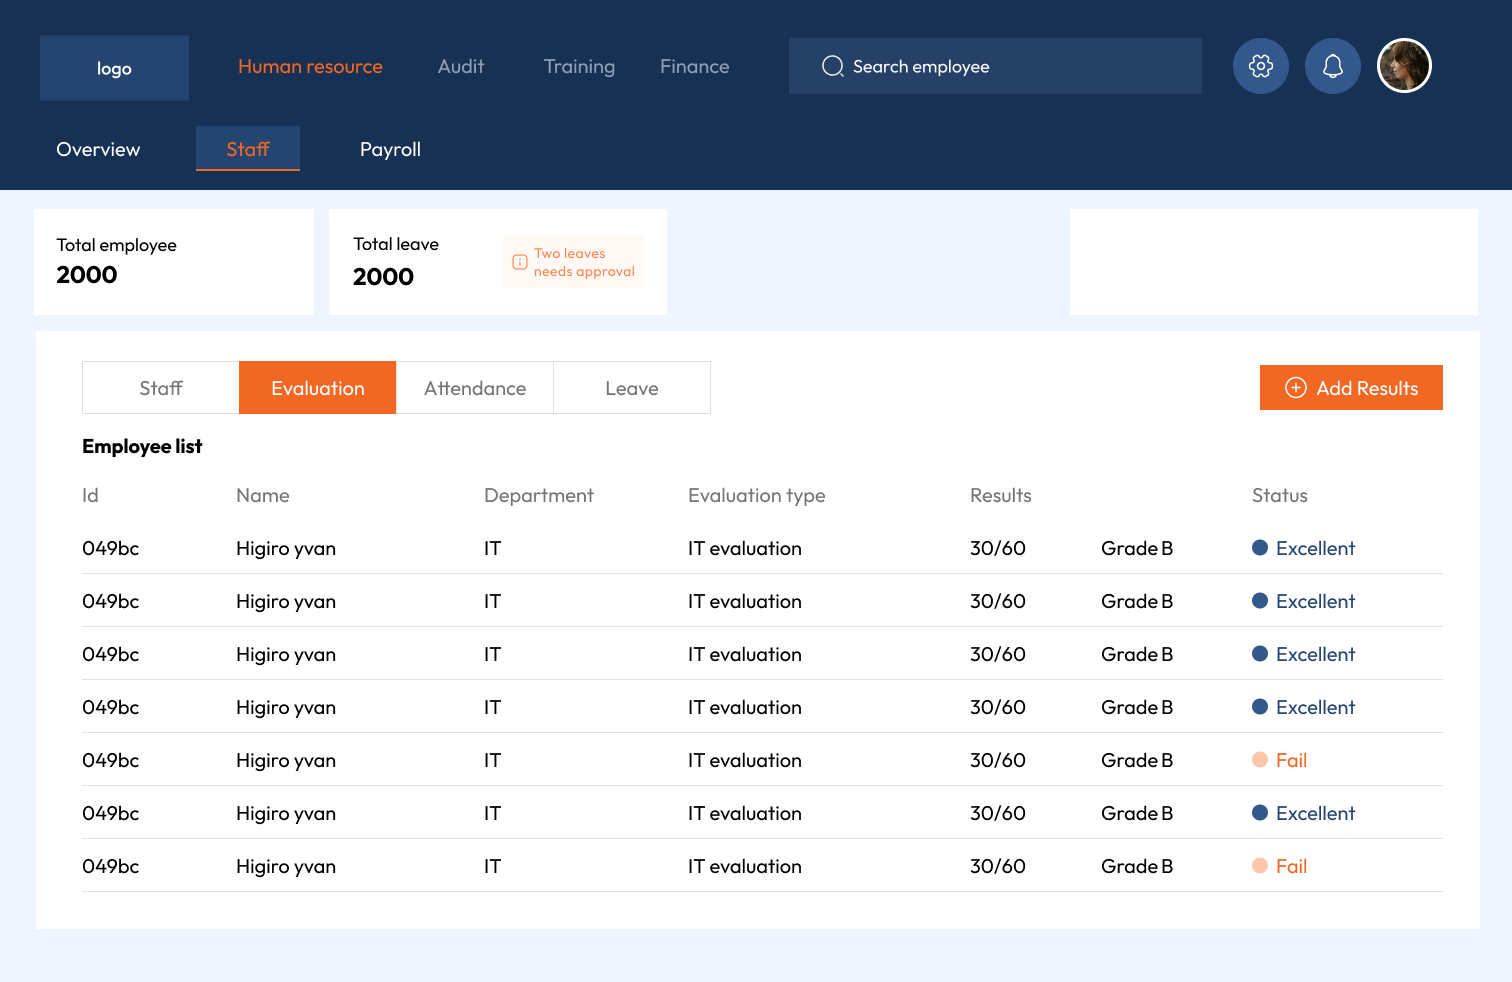 logo
Human resource Audit Training Finance
Search employee
Overview Staff Payroll
Total employee
2000
Total leave
2000
Two leaves
needs approval
Staff Evaluation Attendance Leave
Add Results
Employee list
Id Name Department Evaluation type Results Status
049bc Higiro yvan IT IT evaluation 30/60 Grade B Excellent
049bc Higiro yvan IT IT evaluation 30/60 Grade B Excellent
049bc Higiro yvan IT IT evaluation 30/60 Grade B Excellent
049bc Higiro yvan IT IT evaluation 30/60 Grade B Excellent
049bc Higiro yvan IT IT evaluation 30/60 Grade B Fail
049bc Higiro yvan IT IT evaluation 30/60 Grade B Excellent
049bc Higiro yvan IT IT evaluation 30/60 Grade B Fail